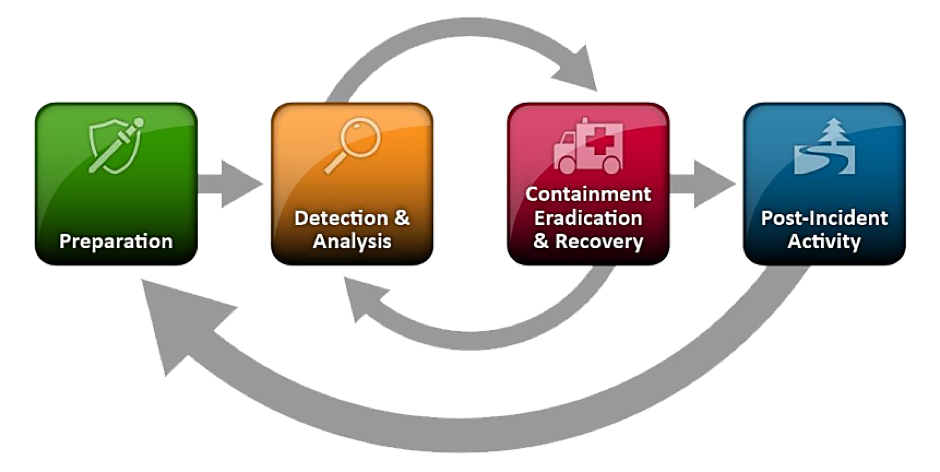 Preparation
Detection &
Analysis
Containment
Eradication
& Recovery
Post-Incident
Activity